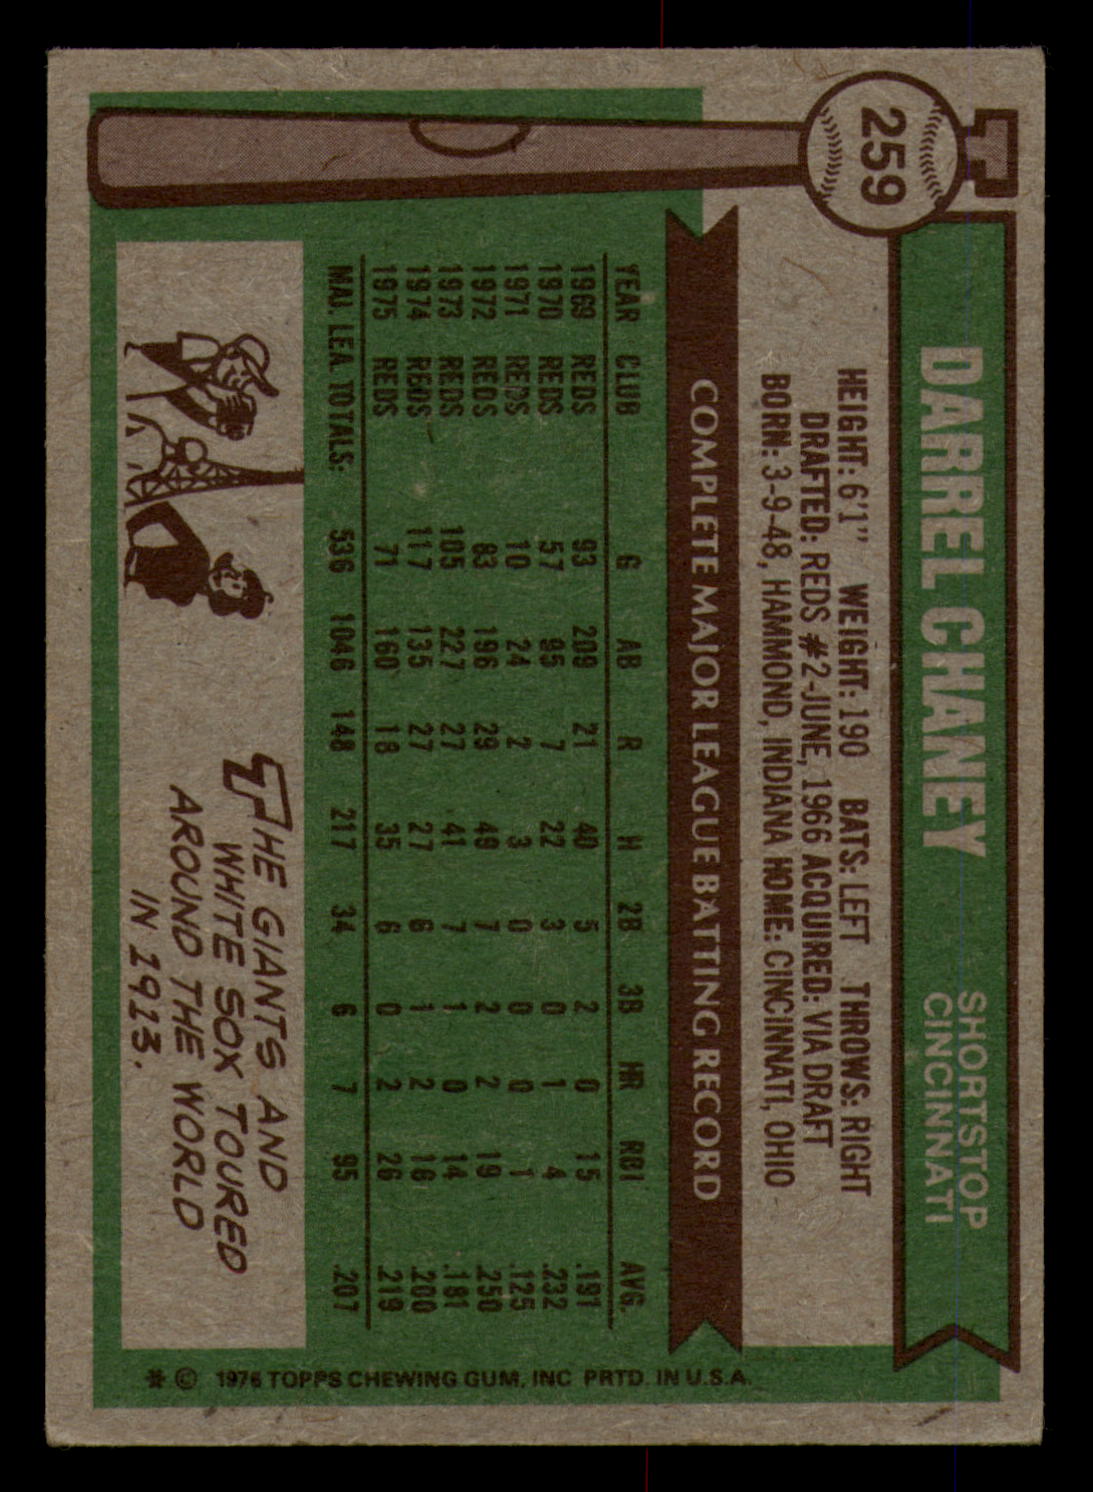 259
DARREL CHANEY
SHORTSTOP
CINCINNATI
HEIGHT: 6'1" WEIGHT: 190 BATS: LEFT THROWS: RIGHT
DRAFTED: REDS #2-JUNE, 1966 ACQUIRED: VIA DRAFT
BORN: 3-9-48, HAMMOND, INDIANA HOME: CINCINNATI, OHIO
COMPLETE MAJOR LEAGUE BATTING RECORD
YEAR CLUB G AB R H 2B 3B HR RBI AVG.
1969 REDS 93 209 21 40 5 2 0 15 .191
1970 REDS 57 95 7 22 3 0 1 4 .232
1971 REDS 10 24 2 3 0 0 0 1 .125
1972 REDS 83 196 29 49 7 2 2 19 .250
1973 REDS 105 227 27 41 7 1 0 14 .181
1974 REDS 117 135 27 27 6 1 2 16 .200
1975 REDS 71 160 18 35 6 0 2 26 .219
MAJ. LEA. TOTALS: 536 1046 148 217 34 6 7 95 .207
THE GIANTS AND
WHITE SOX TOURED
AROUND THE WORLD
IN 1913.
* © 1976 TOPPS CHEWING GUM, INC PRTD. IN U.S.A.